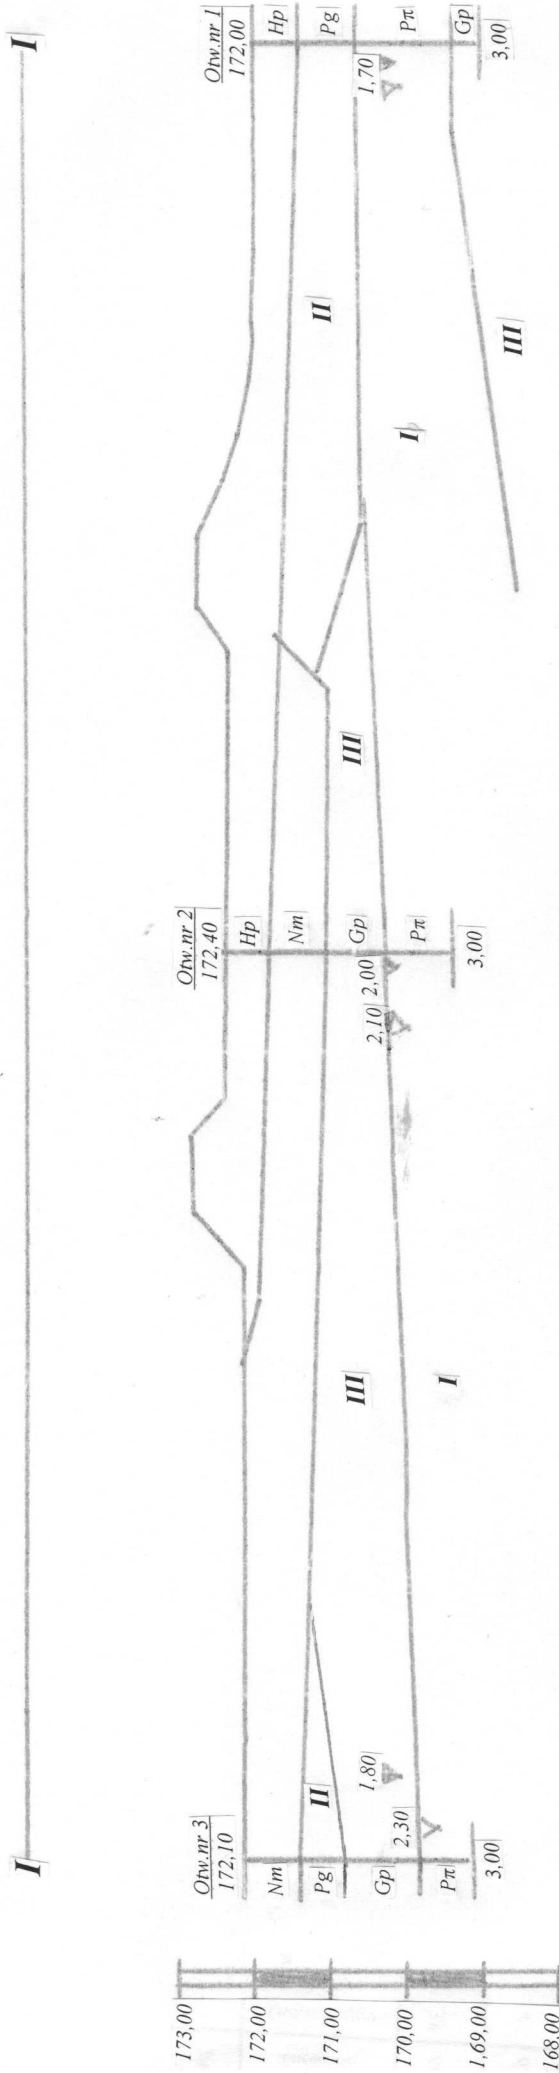 I I
Otw.nr 3
172,10
Nm
Pg
Gp
Pπ
3,00
1,80
2,30
II
III
I
Otw.nr 2
172,40
Hp
Nm
Gp
Pπ
3,00
2,10 2,00
III
II
I
III
Otw.nr 1
172,00
Hp
Pg
Pπ
Gp
3,00
1,70
173,00
172,00
171,00
170,00
1,69,00
168,00